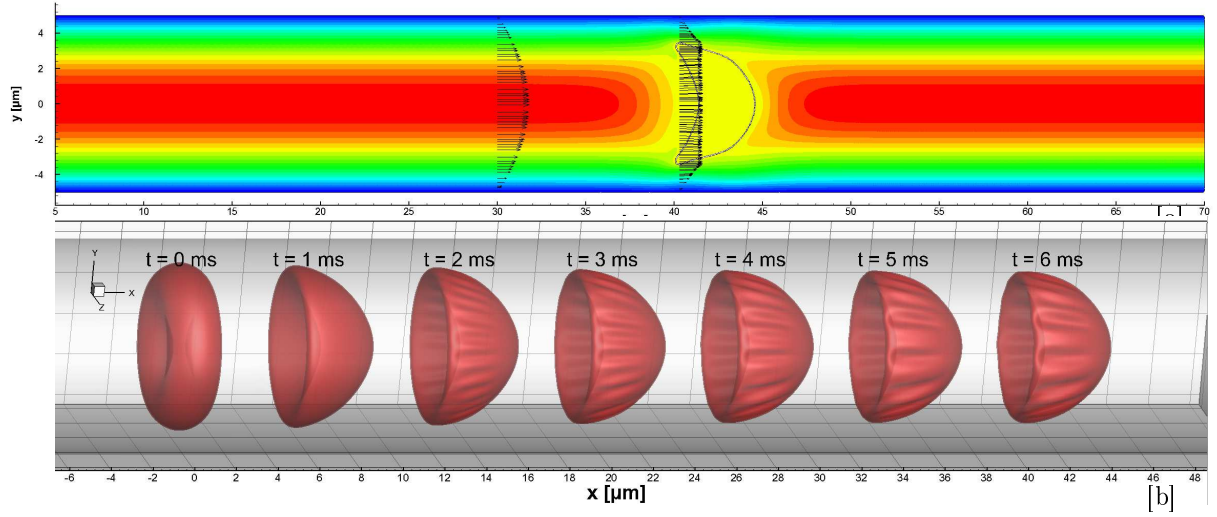 4
2
0
-2
-4
y [µm]
5 10 15 20 25 30 35 40 45 50 55 60 65 70
t = 0 ms t = 1 ms t = 2 ms t = 3 ms t = 4 ms t = 5 ms t = 6 ms
Y
X
Z
-6 -4 -2 0 2 4 6 8 10 12 14 16 18 20 22 24 26 28 30 32 34 36 38 40 42 44 46 48
x [µm]
[b]